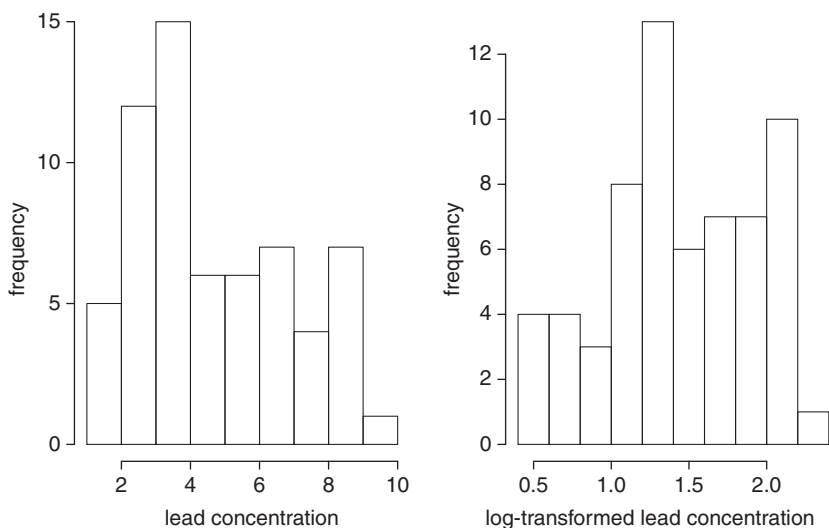 15
10
5
0
frequency
2 4 6 8 10
lead concentration
12
10
8
6
4
2
0
frequency
0.5 1.0 1.5 2.0
log-transformed lead concentration